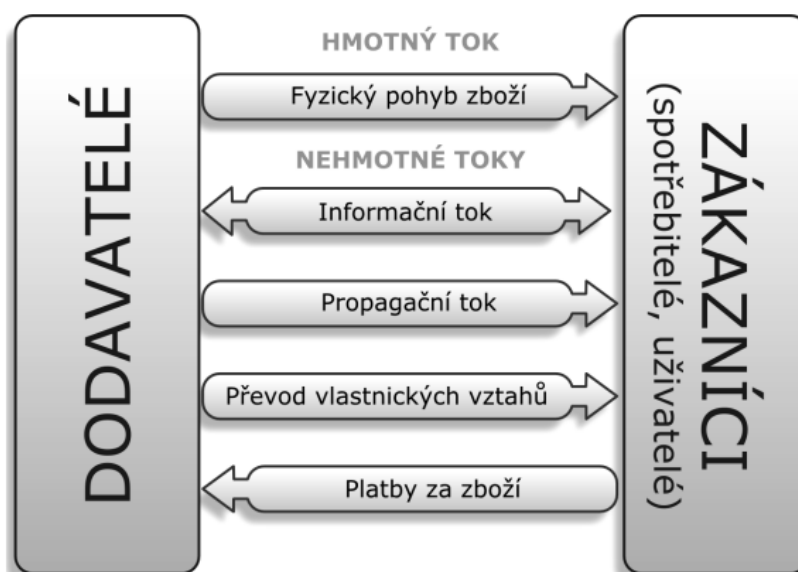 DODAVATELÉ
HMOTNÝ TOK
Fyzický pohyb zboží
NEHMOTNÉ TOKY
Informační tok
Propagační tok
Převod vlastnických vztahů
Platby za zboží
ZÁKAZNÍCI
(spotřebitelé, uživatelé)